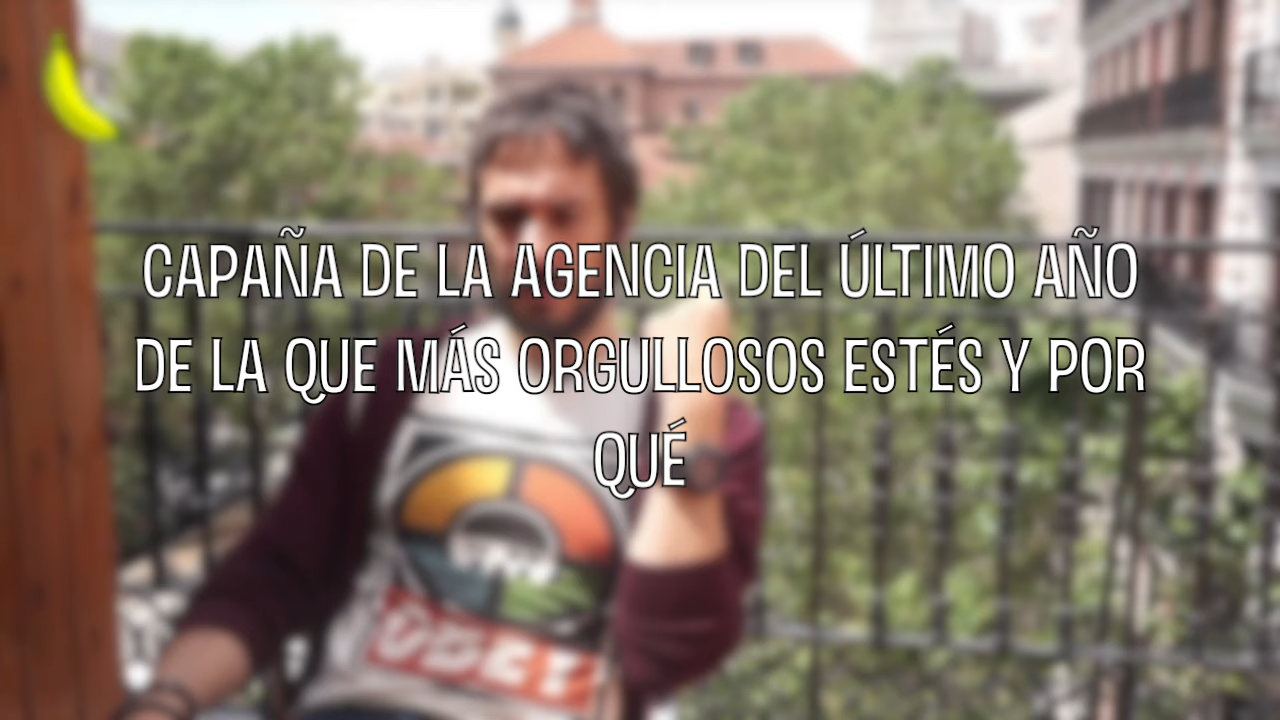 CAPAÑA DE LA AGENCIA DEL ÚLTIMO AÑO
DE LA QUE MÁS ORGULLOSOS ESTÉS Y POR
QUÉ